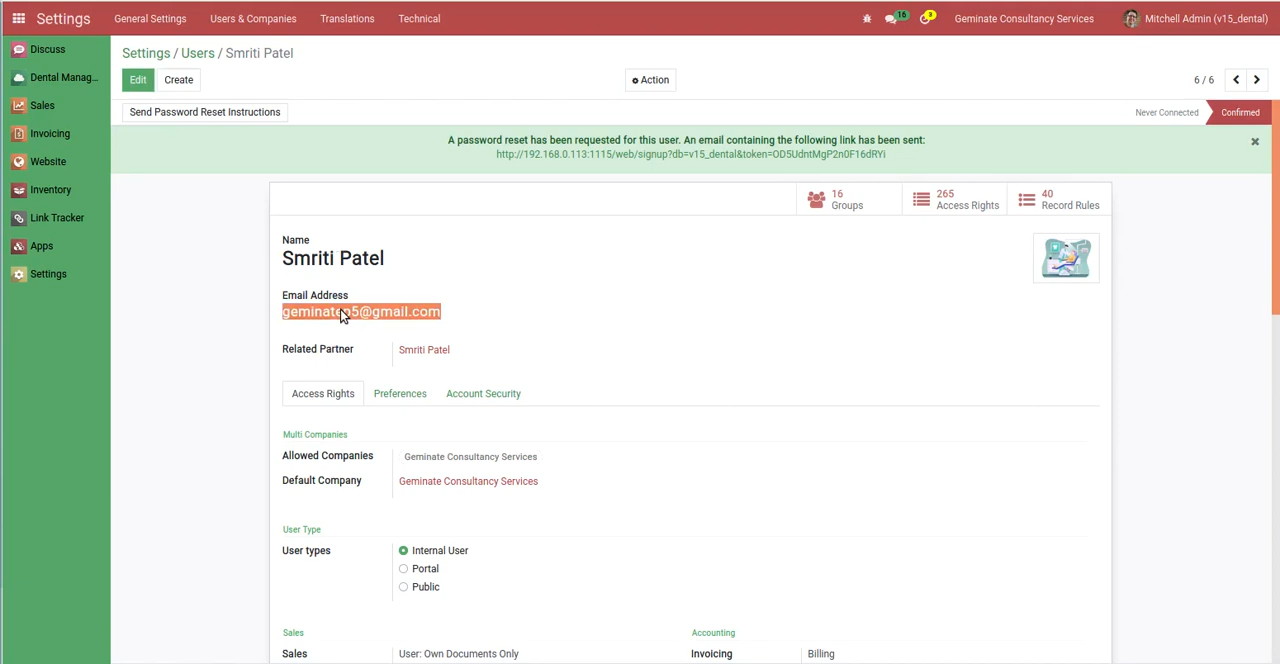 Settings General Settings Users & Companies Translations Technical 16 3 Geminate Consultancy Services Mitchell Admin (v15_dental)
Discuss
Dental Manag...
Sales
Invoicing
Website
Inventory
Link Tracker
Apps
Settings
Settings / Users / Smriti Patel
Edit Create Action 6 / 6
Send Password Reset Instructions Never Connected Confirmed
A password reset has been requested for this user. An email containing the following link has been sent:
http://192.168.0.113:1115/web/signup?db=v15_dental&token=OD5UdntMgP2n0F16dRYi
16 Groups
265 Access Rights
40 Record Rules
Name
Smriti Patel
Email Address
geminatep5@gmail.com
Related Partner Smriti Patel
Access Rights Preferences Account Security
Multi Companies
Allowed Companies Geminate Consultancy Services
Default Company Geminate Consultancy Services
User Type
User types Internal User
Portal
Public
Sales Accounting
Sales User: Own Documents Only Invoicing Billing